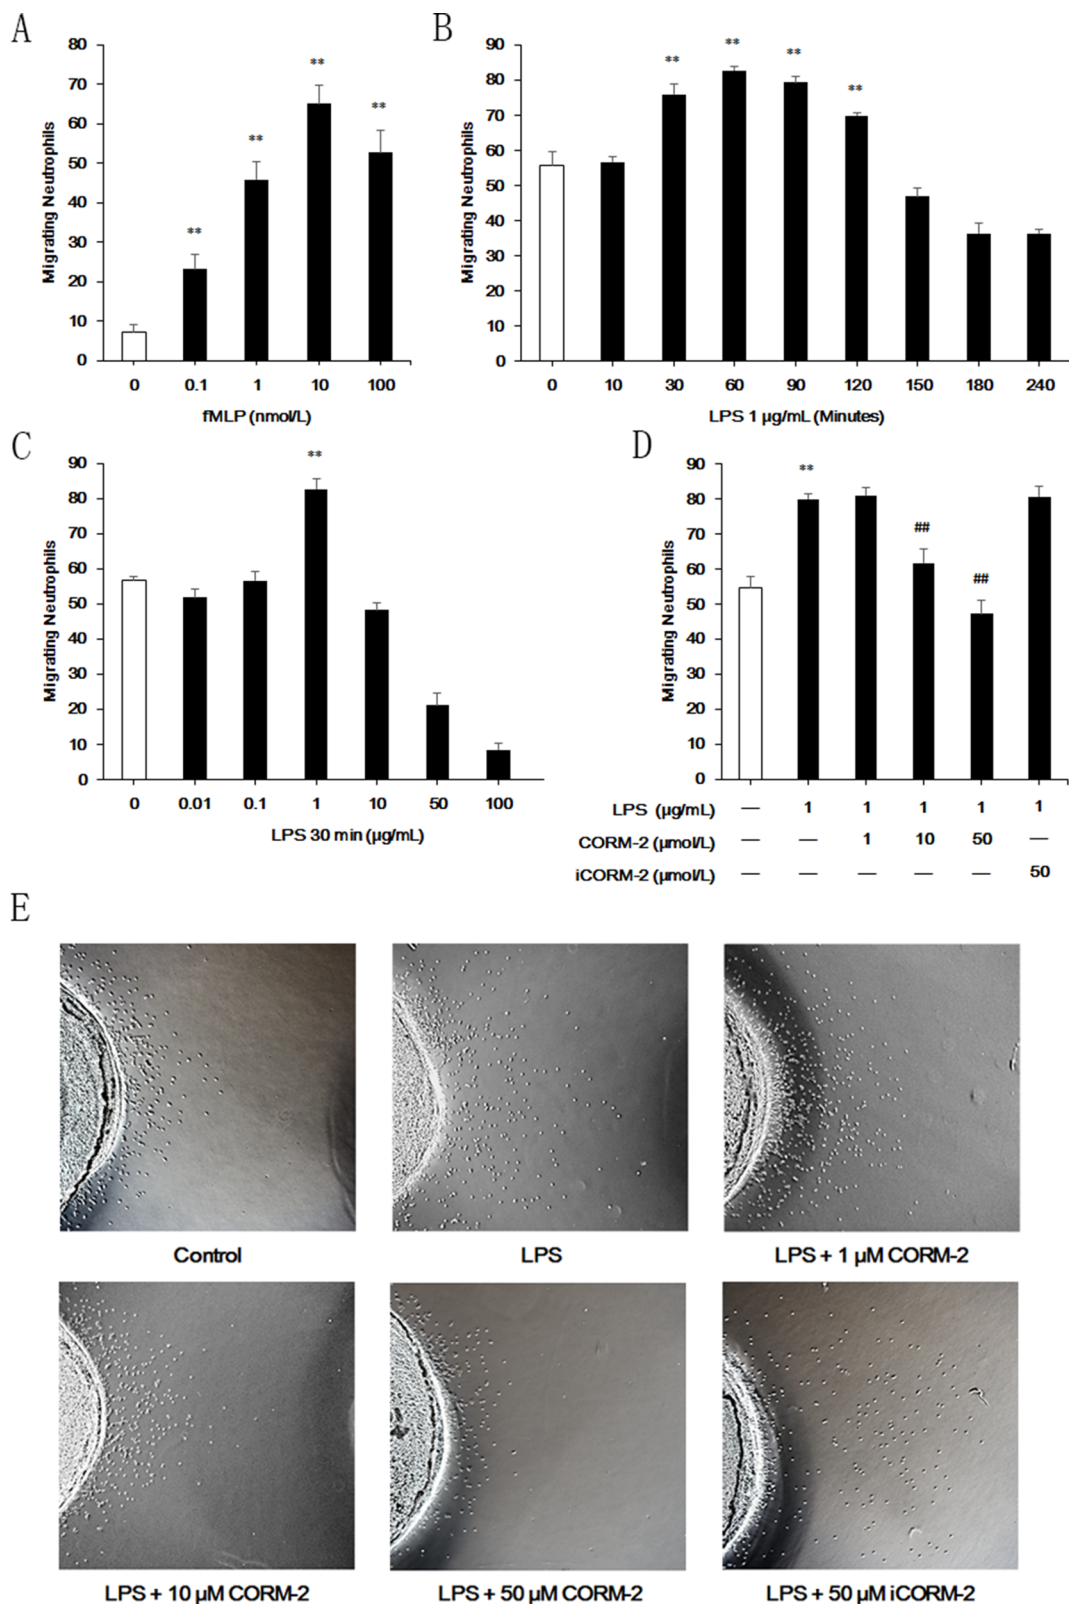 A
80
70
60
50
40
30
20
10
0
Migrating Neutrophils
**
**
**
**
0 0.1 1 10 100
fMLP (nmol/L)
B
90
80
70
60
50
40
30
20
10
0
Migrating Neutrophils
**
**
**
**
0 10 30 60 90 120 150 180 240
LPS 1 µg/mL (Minutes)
C
90
80
70
60
50
40
30
20
10
0
Migrating Neutrophils
**
0 0.01 0.1 1 10 50 100
LPS 30 min (µg/mL)
D
90
80
70
60
50
40
30
20
10
0
Migrating Neutrophils
**
##
##
LPS (µg/mL) — 1 1 1 1 1
CORM-2 (µmol/L) — — 1 10 50 —
iCORM-2 (µmol/L) — — — — — 50
E
Control LPS LPS + 1 µM CORM-2
LPS + 10 µM CORM-2 LPS + 50 µM CORM-2 LPS + 50 µM iCORM-2